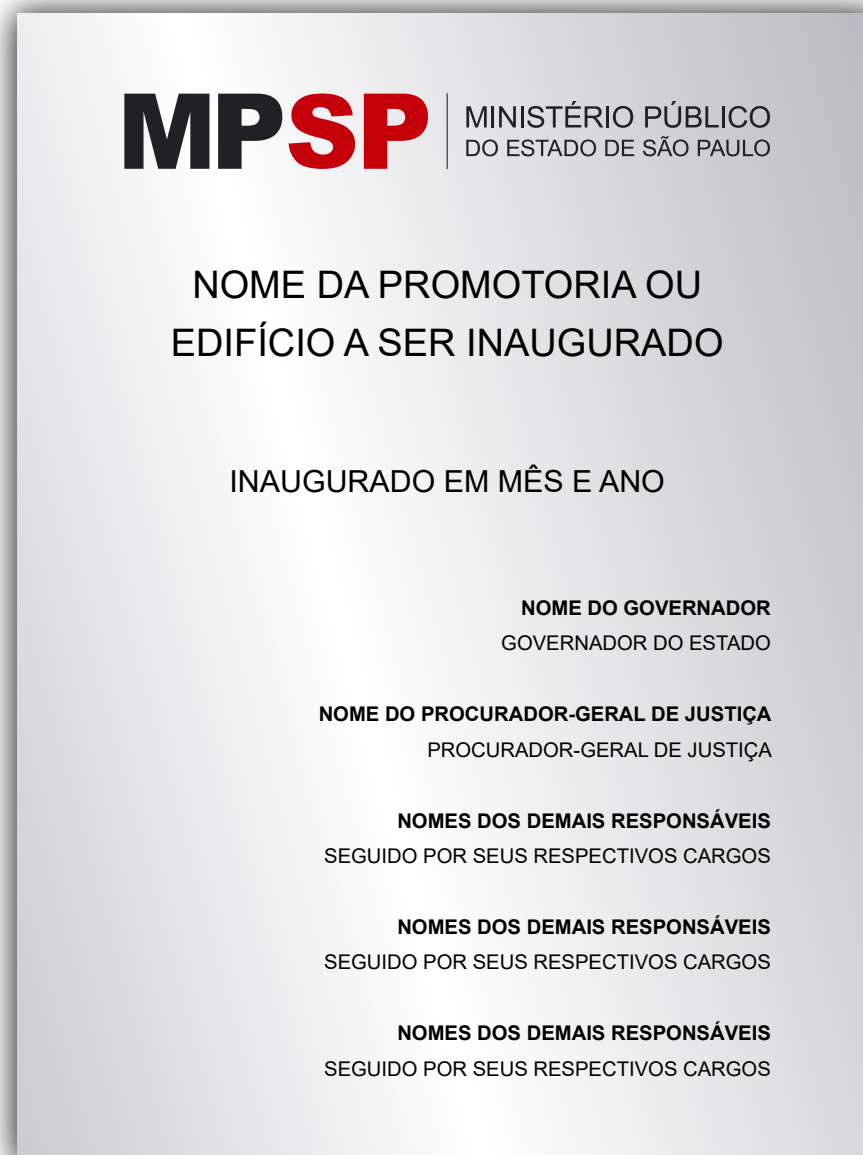 MPSP
MINISTÉRIO PÚBLICO
DO ESTADO DE SÃO PAULO
NOME DA PROMOTORIA OU
EDIFÍCIO A SER INAUGURADO
INAUGURADO EM MÊS E ANO
NOME DO GOVERNADOR
GOVERNADOR DO ESTADO
NOME DO PROCURADOR-GERAL DE JUSTIÇA
PROCURADOR-GERAL DE JUSTIÇA
NOMES DOS DEMAIS RESPONSÁVEIS
SEGUIDO POR SEUS RESPECTIVOS CARGOS
NOMES DOS DEMAIS RESPONSÁVEIS
SEGUIDO POR SEUS RESPECTIVOS CARGOS
NOMES DOS DEMAIS RESPONSÁVEIS
SEGUIDO POR SEUS RESPECTIVOS CARGOS